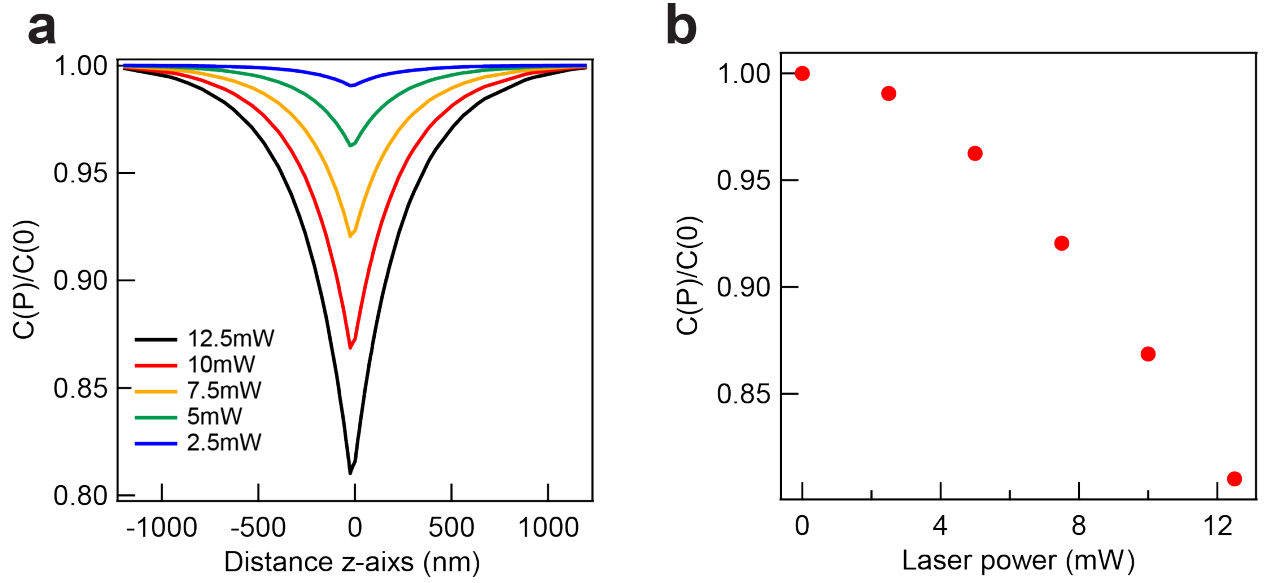 a
1.00
0.95
0.90
0.85
0.80
C(P)/C(0)
12.5mW
10mW
7.5mW
5mW
2.5mW
-1000 -500 0 500 1000
Distance z-aixs (nm)
b
1.00
0.95
0.90
0.85
C(P)/C(0)
0 4 8 12
Laser power (mW)